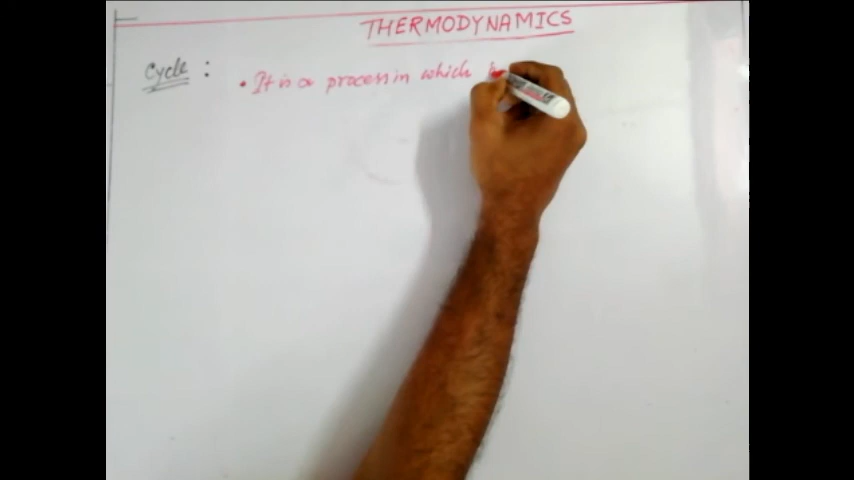 THERMODYNAMICS
Cycle :
• It is a process in which